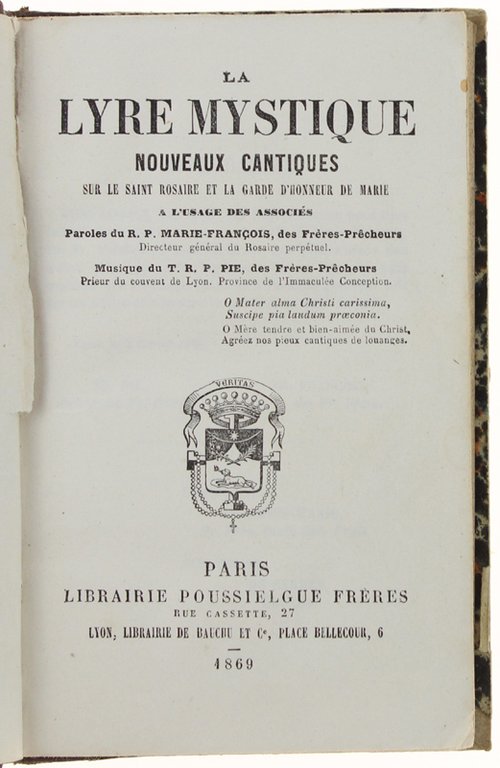 LA
LYRE MYSTIQUE
NOUVEAUX CANTIQUES
SUR LE SAINT ROSAIRE ET LA GARDE D'HONNEUR DE MARIE
A L'USAGE DES ASSOCIÉS
Paroles du R. P. MARIE-FRANÇOIS, des Frères-Prêcheurs
Directeur général du Rosaire perpétuel.
Musique du T. R. P. PIE, des Frères-Prêcheurs
Prieur du couvent de Lyon. Province de l'Immaculée Conception.
O Mater alma Christi carissima,
Suscipe pia laudum præconia.
O Mère tendre et bien-aimée du Christ,
Agréez nos pieux cantiques de louanges.
VERITAS
PARIS
LIBRAIRIE POUSSIELGUE FRÈRES
RUE CASSETTE, 27
LYON, LIBRAIRIE DE BAUCHU ET Cᵉ, PLACE BELLECOUR, 6
1869